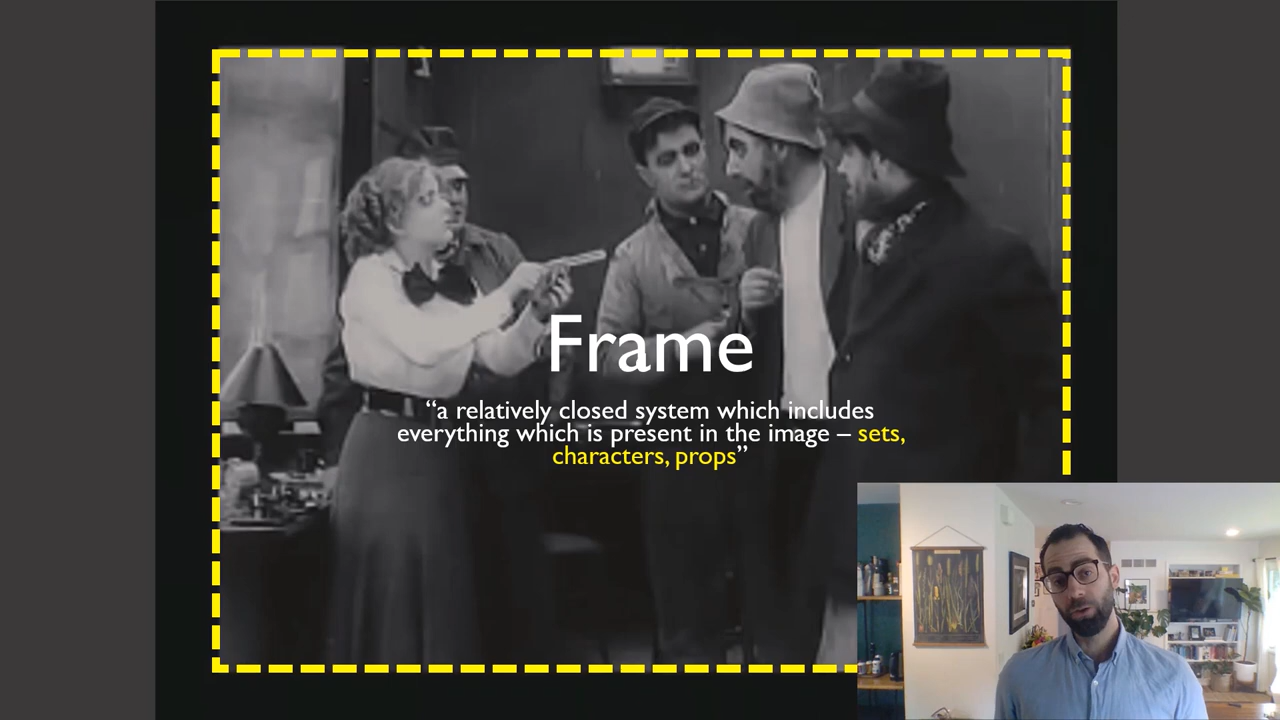 Frame
“a relatively closed system which includes
everything which is present in the image – sets,
characters, props”